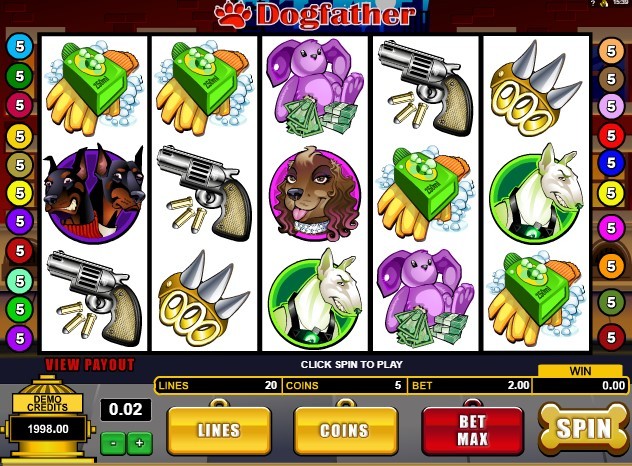 ? 15:39
Dogfather
5 5
5 5
5 5
5 5
5 5
5 5
5 5
5 5
5 5
5 5
VIEW PAYOUT
CLICK SPIN TO PLAY
WIN
LINES 20 COINS 5 BET 2.00 0.00
DEMO
CREDITS
1998.00
0.02
- +
LINES
COINS
BET
MAX
SPIN